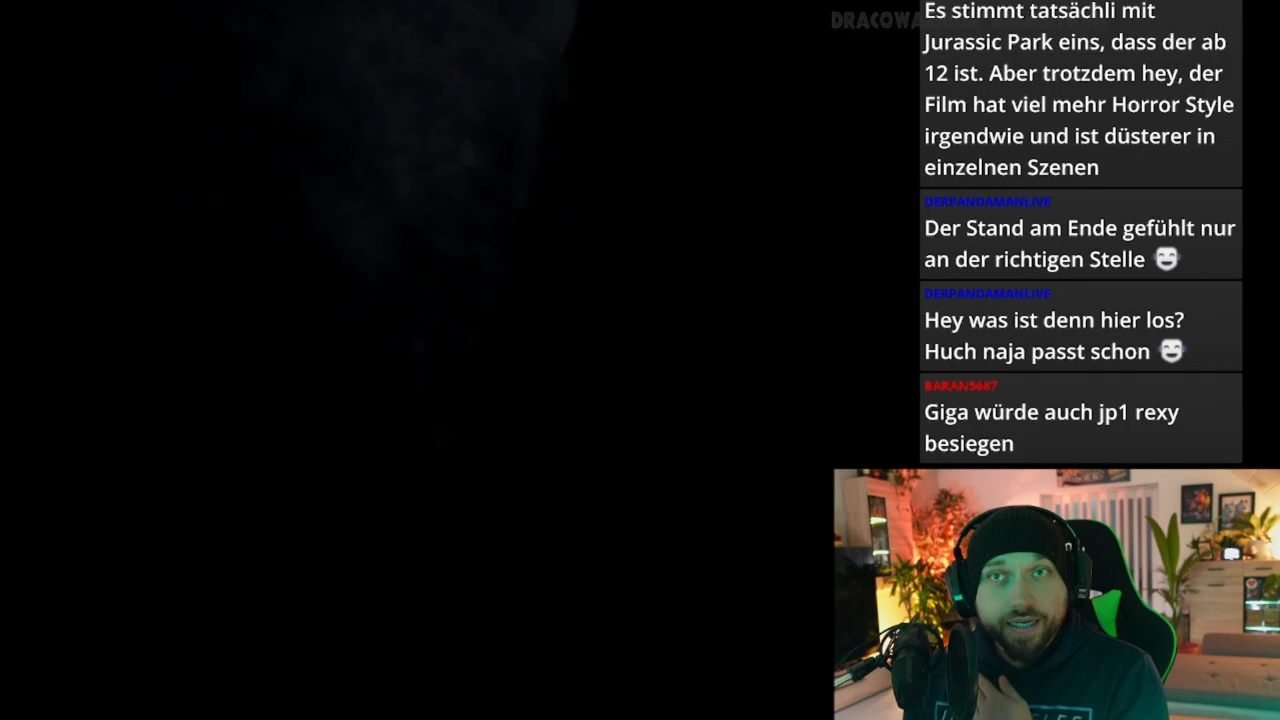 DRACOWA
Es stimmt tatsächli mit
Jurassic Park eins, dass der ab
12 ist. Aber trotzdem hey, der
Film hat viel mehr Horror Style
irgendwie und ist düsterer in
einzelnen Szenen
DERPANDAMANLIVE
Der Stand am Ende gefühlt nur
an der richtigen Stelle
DERPANDAMANLIVE
Hey was ist denn hier los?
Huch naja passt schon
BARAN5687
Giga würde auch jp1 rexy
besiegen